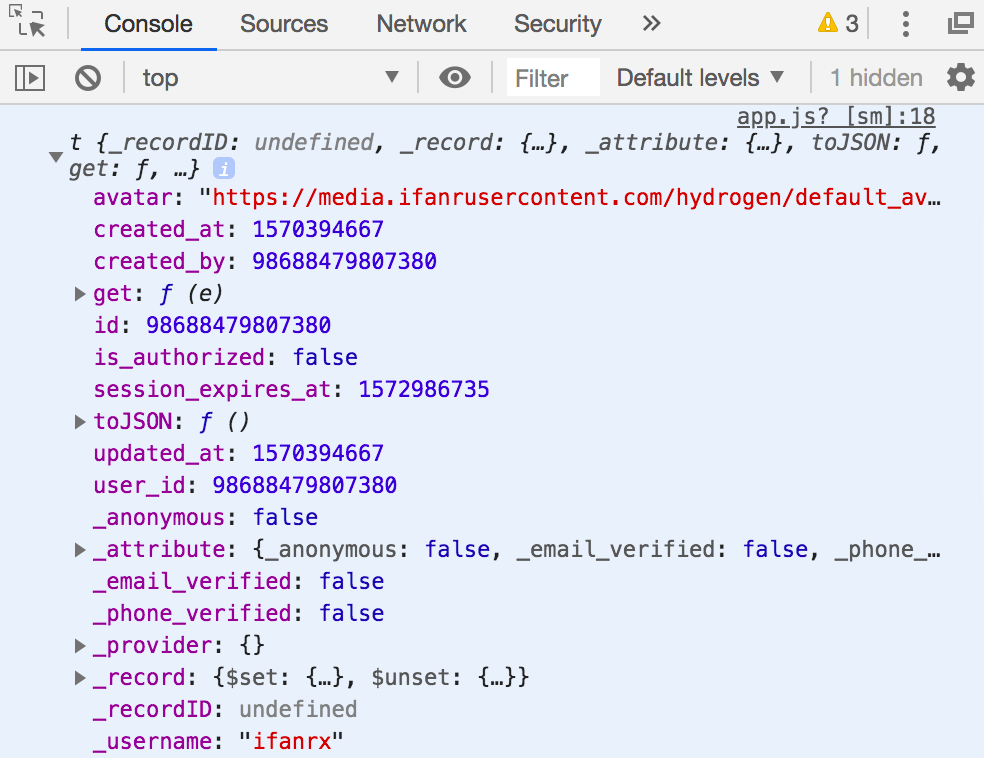 Console Sources Network Security » 3
top Filter Default levels ▼ 1 hidden
app.js? [sm]:18
t {_recordID: undefined, _record: {…}, _attribute: {…}, toJSON: ƒ,
get: ƒ, …} i
avatar: "https://media.ifanrusercontent.com/hydrogen/default_av…
created_at: 1570394667
created_by: 98688479807380
get: ƒ (e)
id: 98688479807380
is_authorized: false
session_expires_at: 1572986735
toJSON: ƒ ()
updated_at: 1570394667
user_id: 98688479807380
_anonymous: false
_attribute: {_anonymous: false, _email_verified: false, _phone_…
_email_verified: false
_phone_verified: false
_provider: {}
_record: {$set: {…}, $unset: {…}}
_recordID: undefined
_username: "ifanrx"